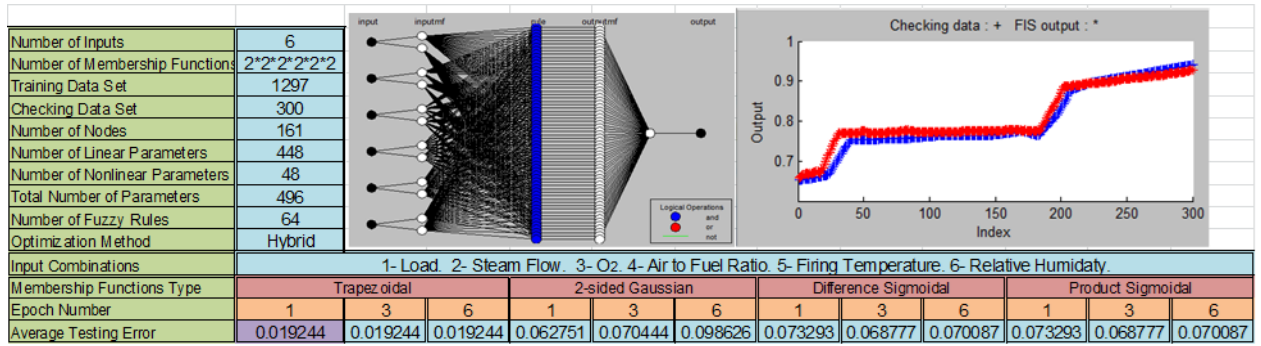 input inputmf rule outputmf output
Number of Inputs 6
Number of Membership Functions 2*2*2*2*2*2
Training Data Set 1297
Checking Data Set 300
Number of Nodes 161
Number of Linear Parameters 448
Number of Nonlinear Parameters 48
Total Number of Parameters 496
Number of Fuzzy Rules 64
Optimization Method Hybrid
Logical Operations
and
or
not
Checking data : + FIS output : *
Output
1
0.9
0.8
0.7
0 50 100 150 200 250 300
Index
Input Combinations 1- Load. 2- Steam Flow. 3- O2. 4- Air to Fuel Ratio. 5- Firing Temperature. 6- Relative Humidaty.
Membership Functions Type Trapezoidal 2-sided Gaussian Difference Sigmoidal Product Sigmoidal
Epoch Number 1 3 6 1 3 6 1 3 6 1 3 6
Average Testing Error 0.019244 0.019244 0.019244 0.062751 0.070444 0.098626 0.073293 0.068777 0.070087 0.073293 0.068777 0.070087